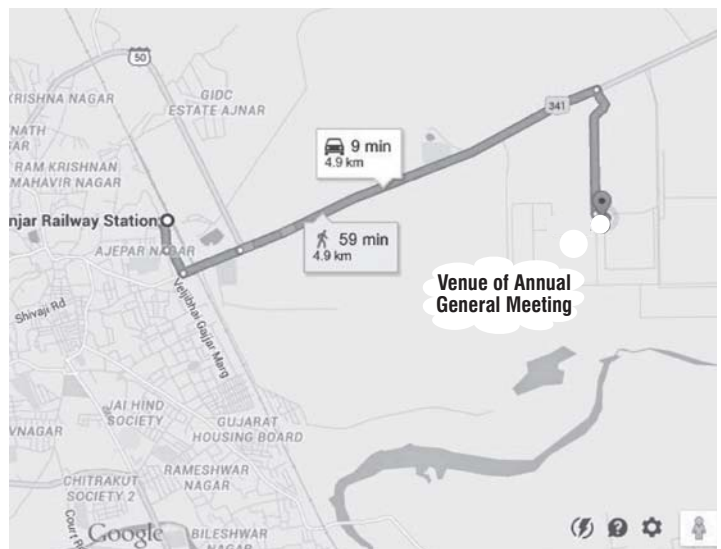 50
KRISHNA NAGAR
GIDC
ESTATE AJNAR
NATH
RAM KRISHNAN
MAHAVIR NAGAR
341
9 min
4.9 km
njar Railway Station
59 min
4.9 km
AJEPAR NAGAR
Venue of Annual
General Meeting
Shivaji Rd
Veljibhai Gajjar Marg
JAI HIND
SOCIETY
VNAGAR
GUJARAT
HOUSING BOARD
RAMESHWAR
NAGAR
CHITRAKUT
SOCIETY 2
Google
BILESHWAR
NAGAR